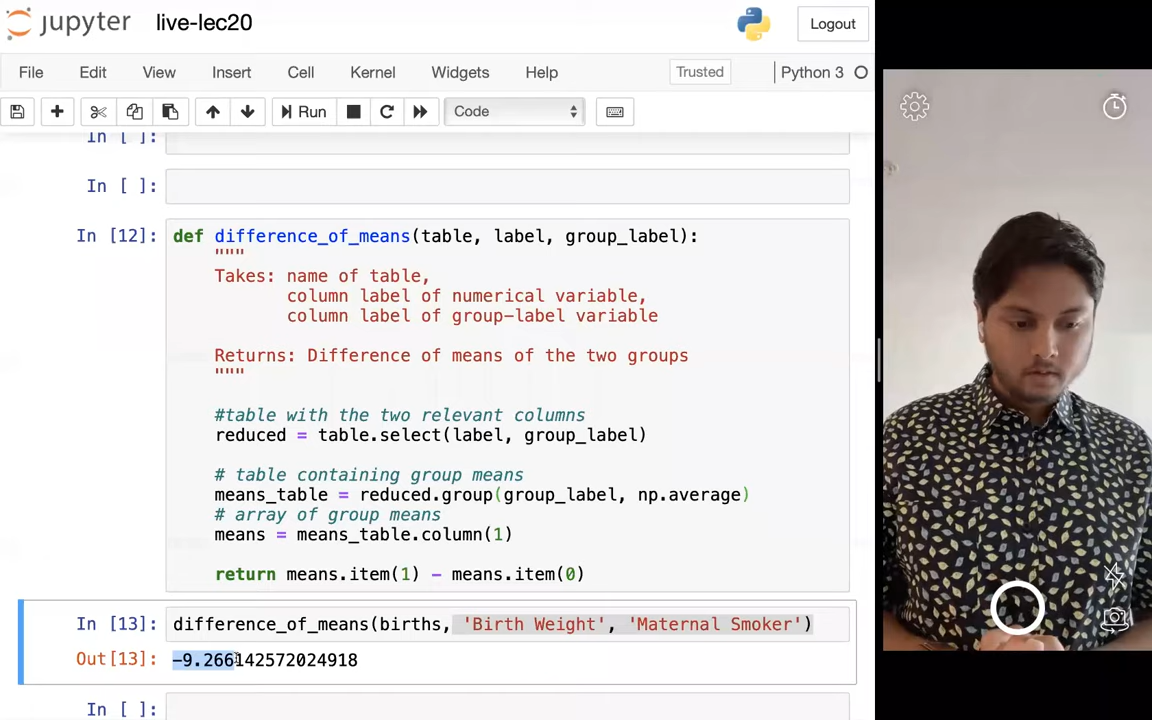 jupyter live-lec20 Logout
File Edit View Insert Cell Kernel Widgets Help Trusted Python 3
Run Code
In [ ]:
In [ ]:
In [12]: def difference_of_means(table, label, group_label):
"""
Takes: name of table,
column label of numerical variable,
column label of group-label variable
Returns: Difference of means of the two groups
"""
#table with the two relevant columns
reduced = table.select(label, group_label)
# table containing group means
means_table = reduced.group(group_label, np.average)
# array of group means
means = means_table.column(1)
return means.item(1) - means.item(0)
In [13]: difference_of_means(births, 'Birth Weight', 'Maternal Smoker')
Out[13]: -9.266142572024918
In [ ]: